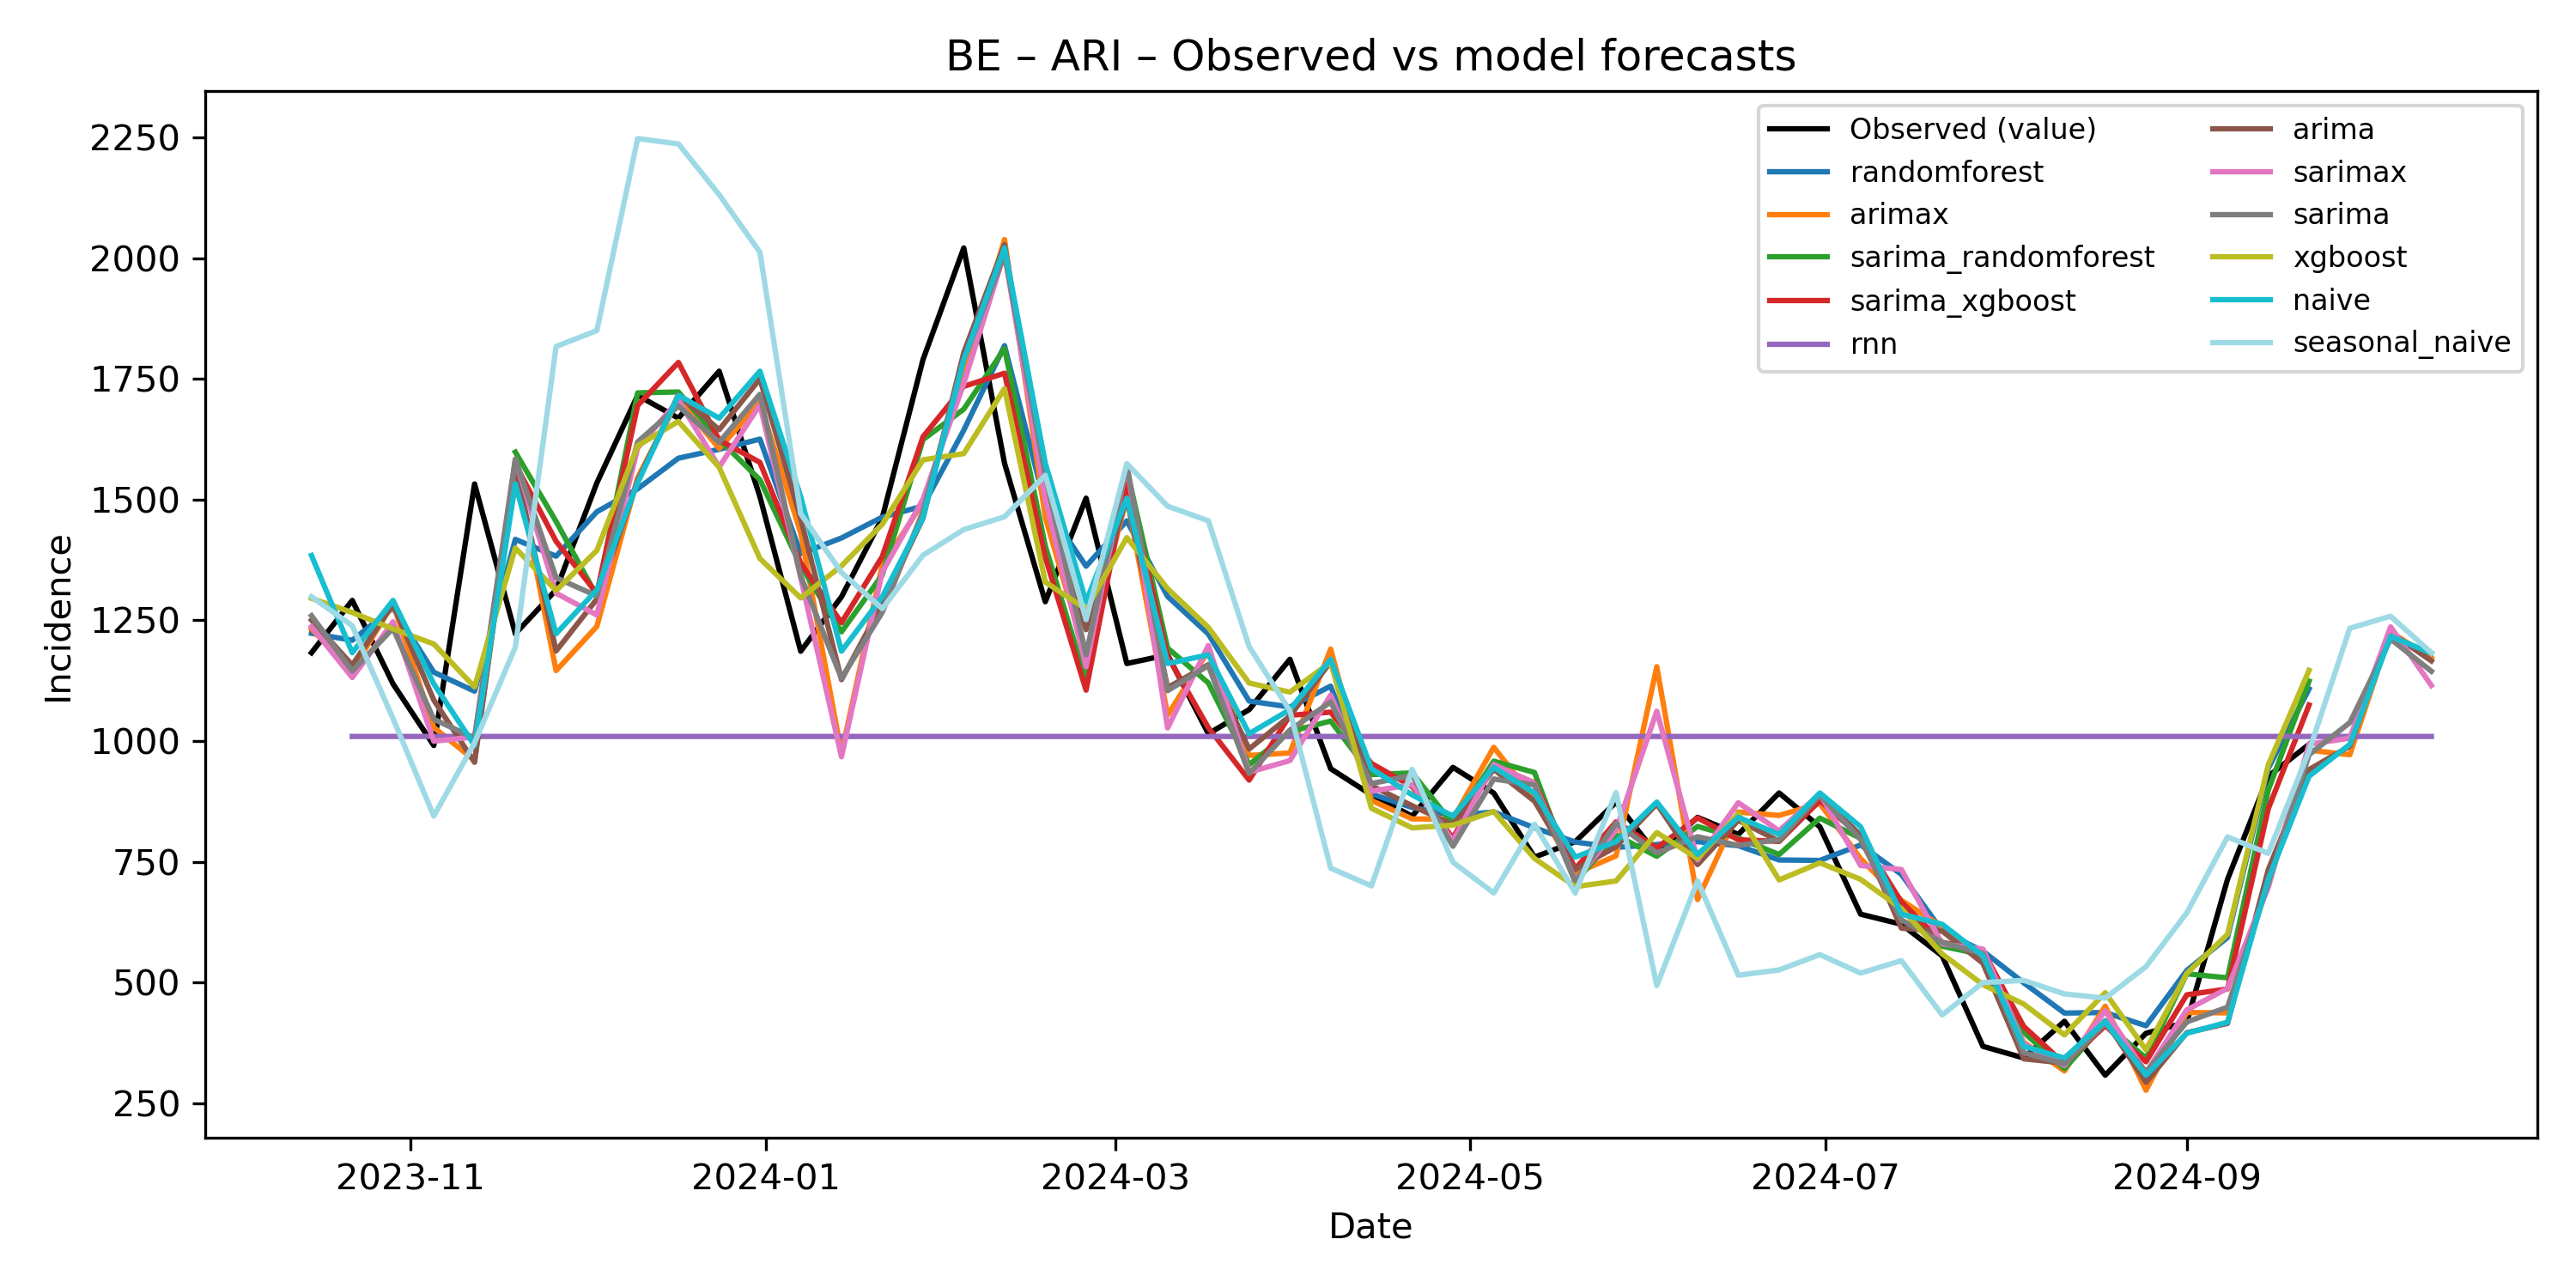 BE – ARI – Observed vs model forecasts
Incidence
2250
2000
1750
1500
1250
1000
750
500
250
Observed (value)
randomforest
arimax
sarima_randomforest
sarima_xgboost
rnn
arima
sarimax
sarima
xgboost
naive
seasonal_naive
2023-11
2024-01
2024-03
2024-05
2024-07
2024-09
Date